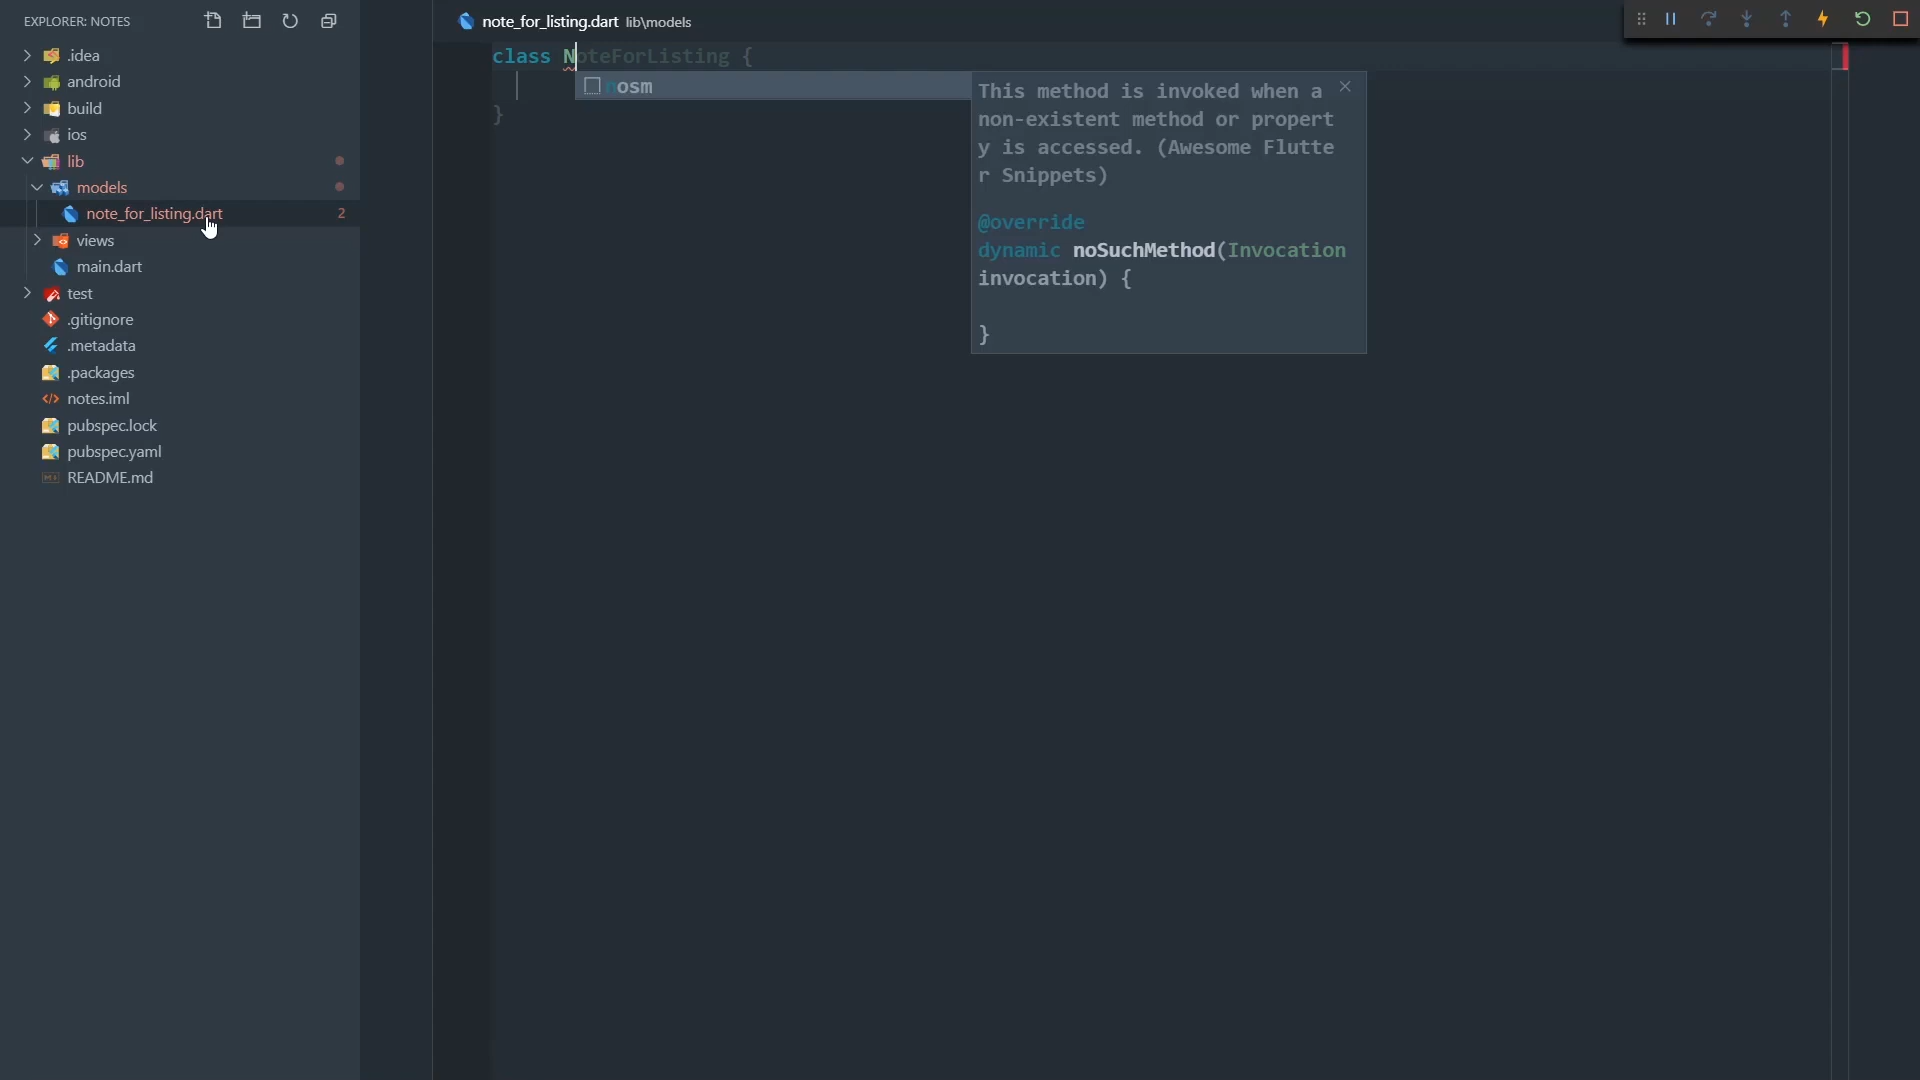 EXPLORER: NOTES
.idea
android
build
ios
lib
models
note_for_listing.dart 2
views
main.dart
test
.gitignore
.metadata
.packages
notes.iml
pubspec.lock
pubspec.yaml
README.md
note_for_listing.dart lib\models
class NoteForListing {
}
nosm
This method is invoked when a
non-existent method or propert
y is accessed. (Awesome Flutte
r Snippets)
@override
dynamic noSuchMethod(Invocation
invocation) {
}